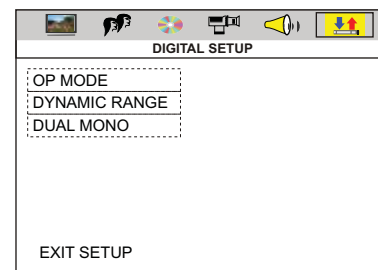 DIGITAL SETUP
OP MODE
DYNAMIC RANGE
DUAL MONO
EXIT SETUP